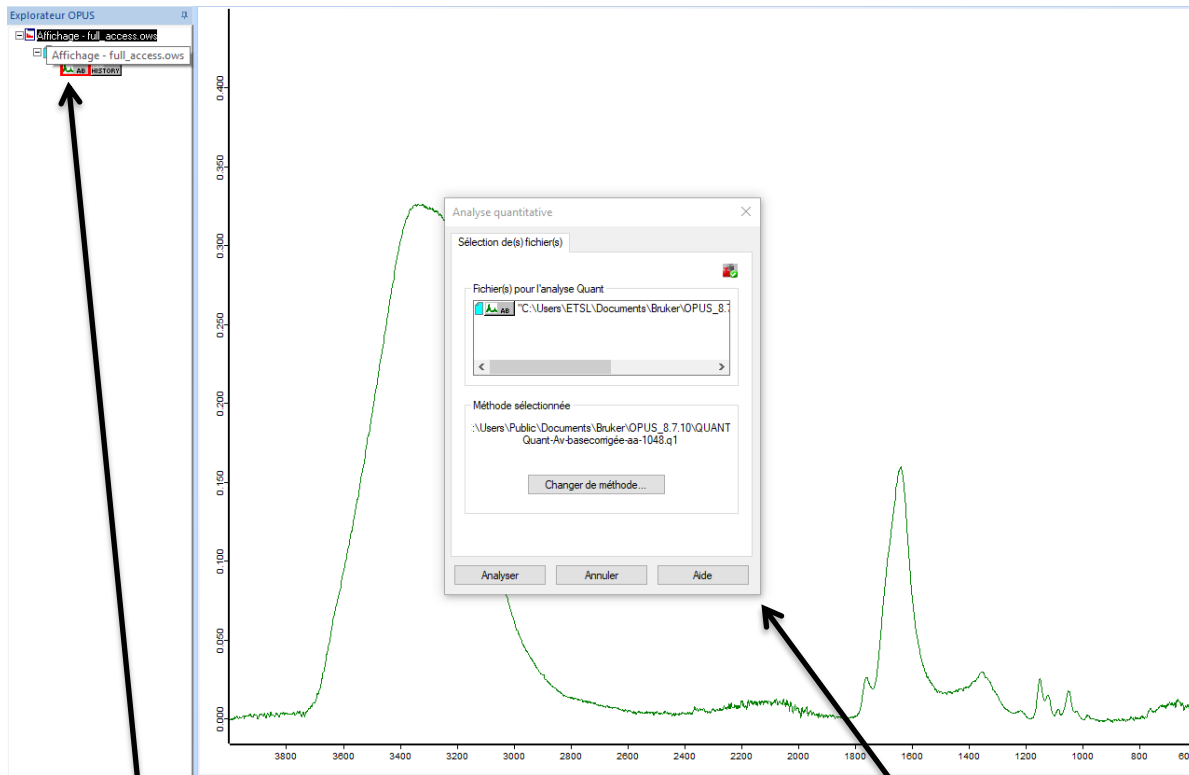 Explorateur OPUS
Affichage - full_access.ows
Affichage - full_access.ows
AB HISTORY
0.400
0.350
0.300
0.250
0.200
0.150
0.100
0.050
0.000
Analyse quantitative
Sélection de(s) fichier(s)
Fichier(s) pour l'analyse Quant
AB "C:\Users\ETSL\Documents\Bruker\OPUS_8.7
Méthode sélectionnée
:\Users\Public\Documents\Bruker\OPUS_8.7.10\QUANT
Quant-Av-basecorrigée-aa-1048.q1
Changer de méthode...
Analyser Annuler Aide
3800 3600 3400 3200 3000 2800 2600 2400 2200 2000 1800 1600 1400 1200 1000 800 60